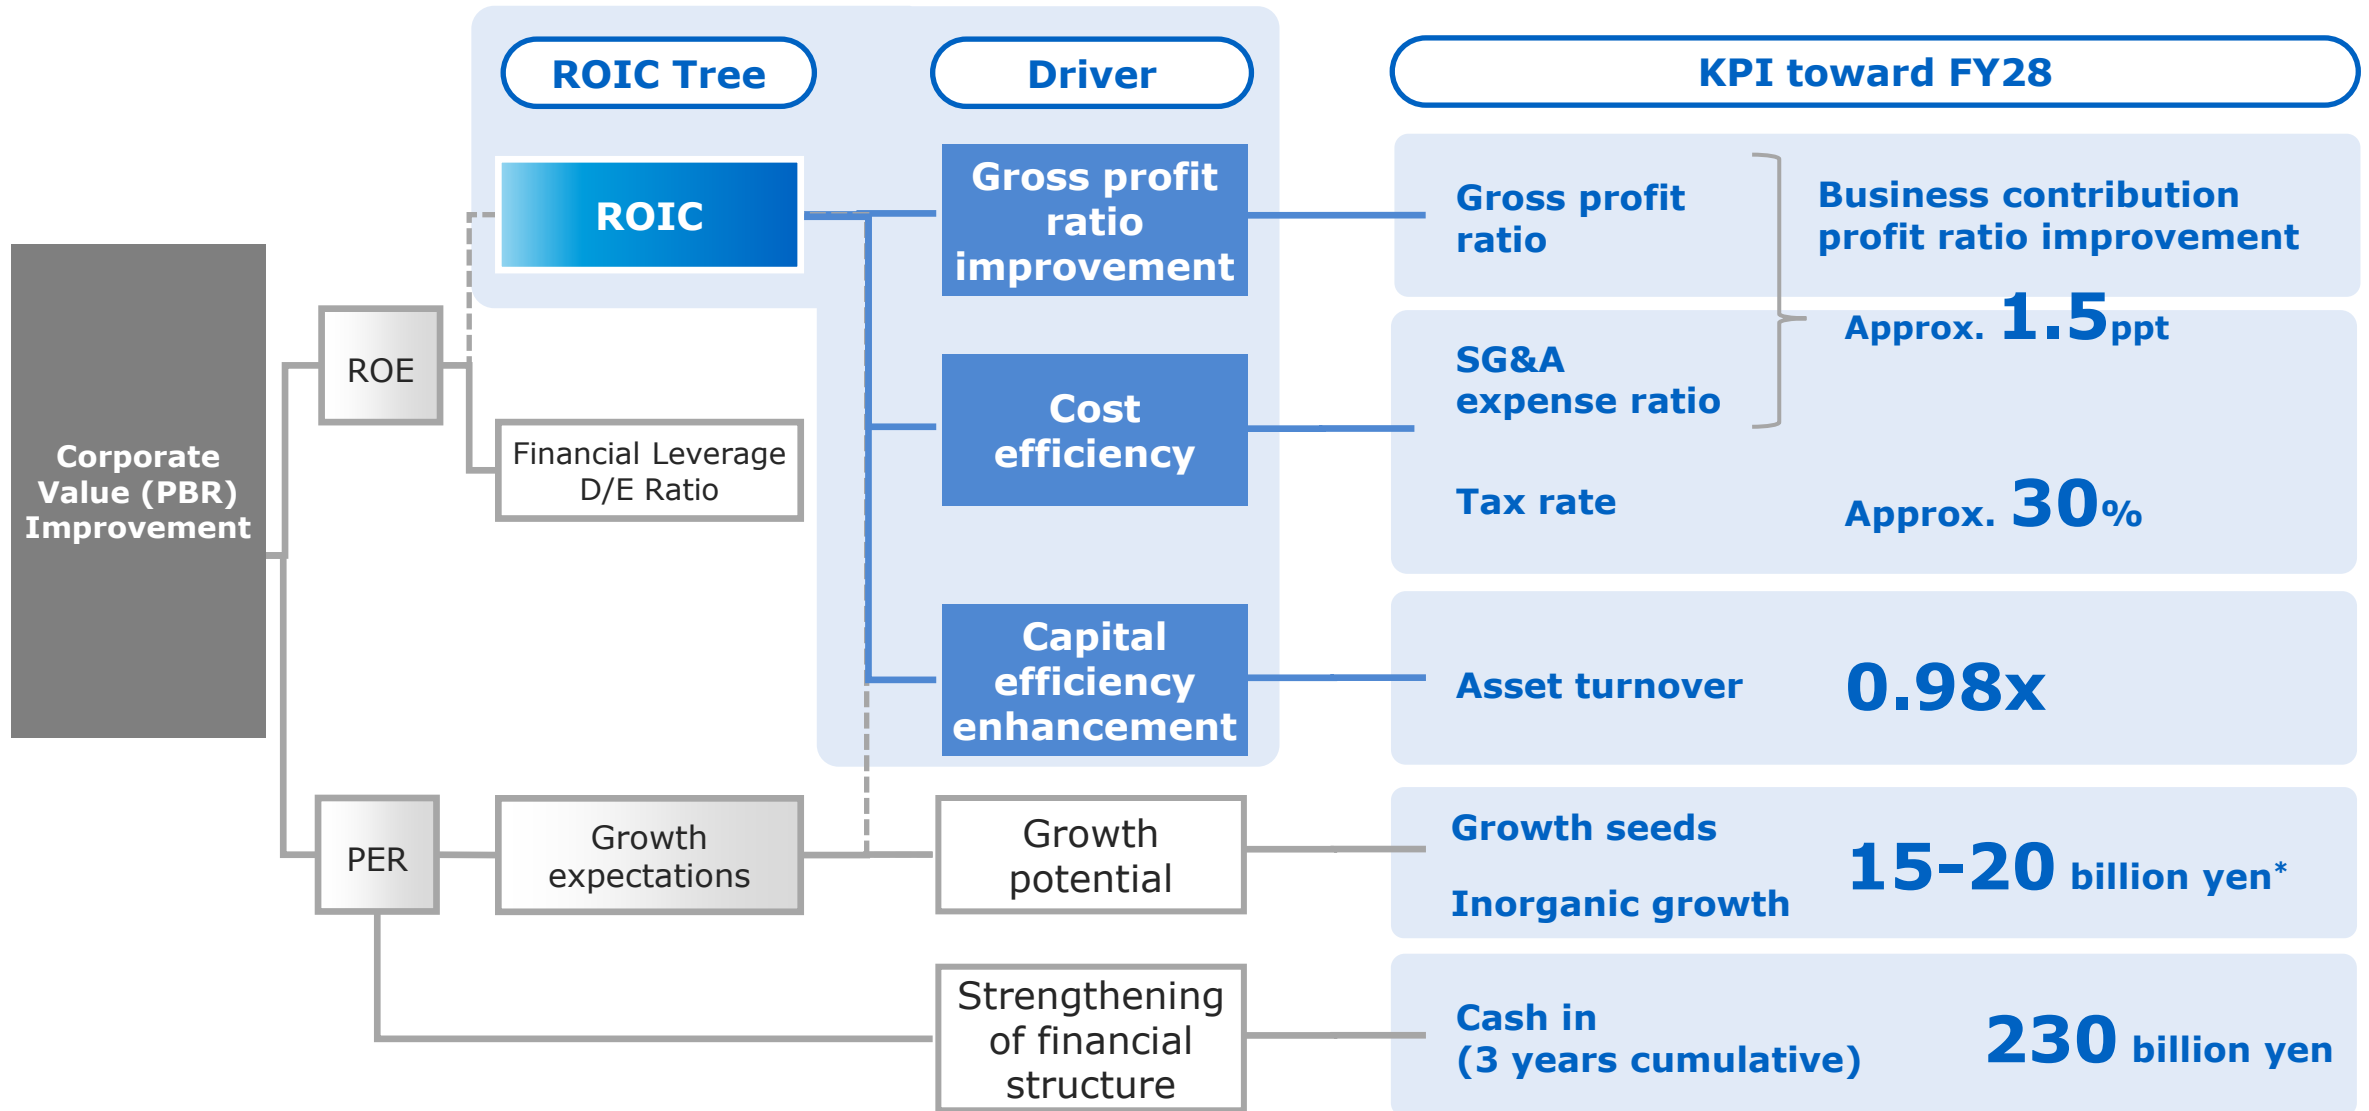 ROIC Tree
Driver
KPI toward FY28
Corporate
Value (PBR)
Improvement
ROE
PER
ROIC
Financial Leverage
D/E Ratio
Growth
expectations
Gross profit
ratio
improvement
Cost
efficiency
Capital
efficiency
enhancement
Growth
potential
Strengthening
of financial
structure
Gross profit
ratio
Business contribution
profit ratio improvement
Approx. 1.5ppt
SG&A
expense ratio
Tax rate
Approx. 30%
Asset turnover
0.98x
Growth seeds
Inorganic growth
15-20 billion yen*
Cash in
(3 years cumulative)
230 billion yen